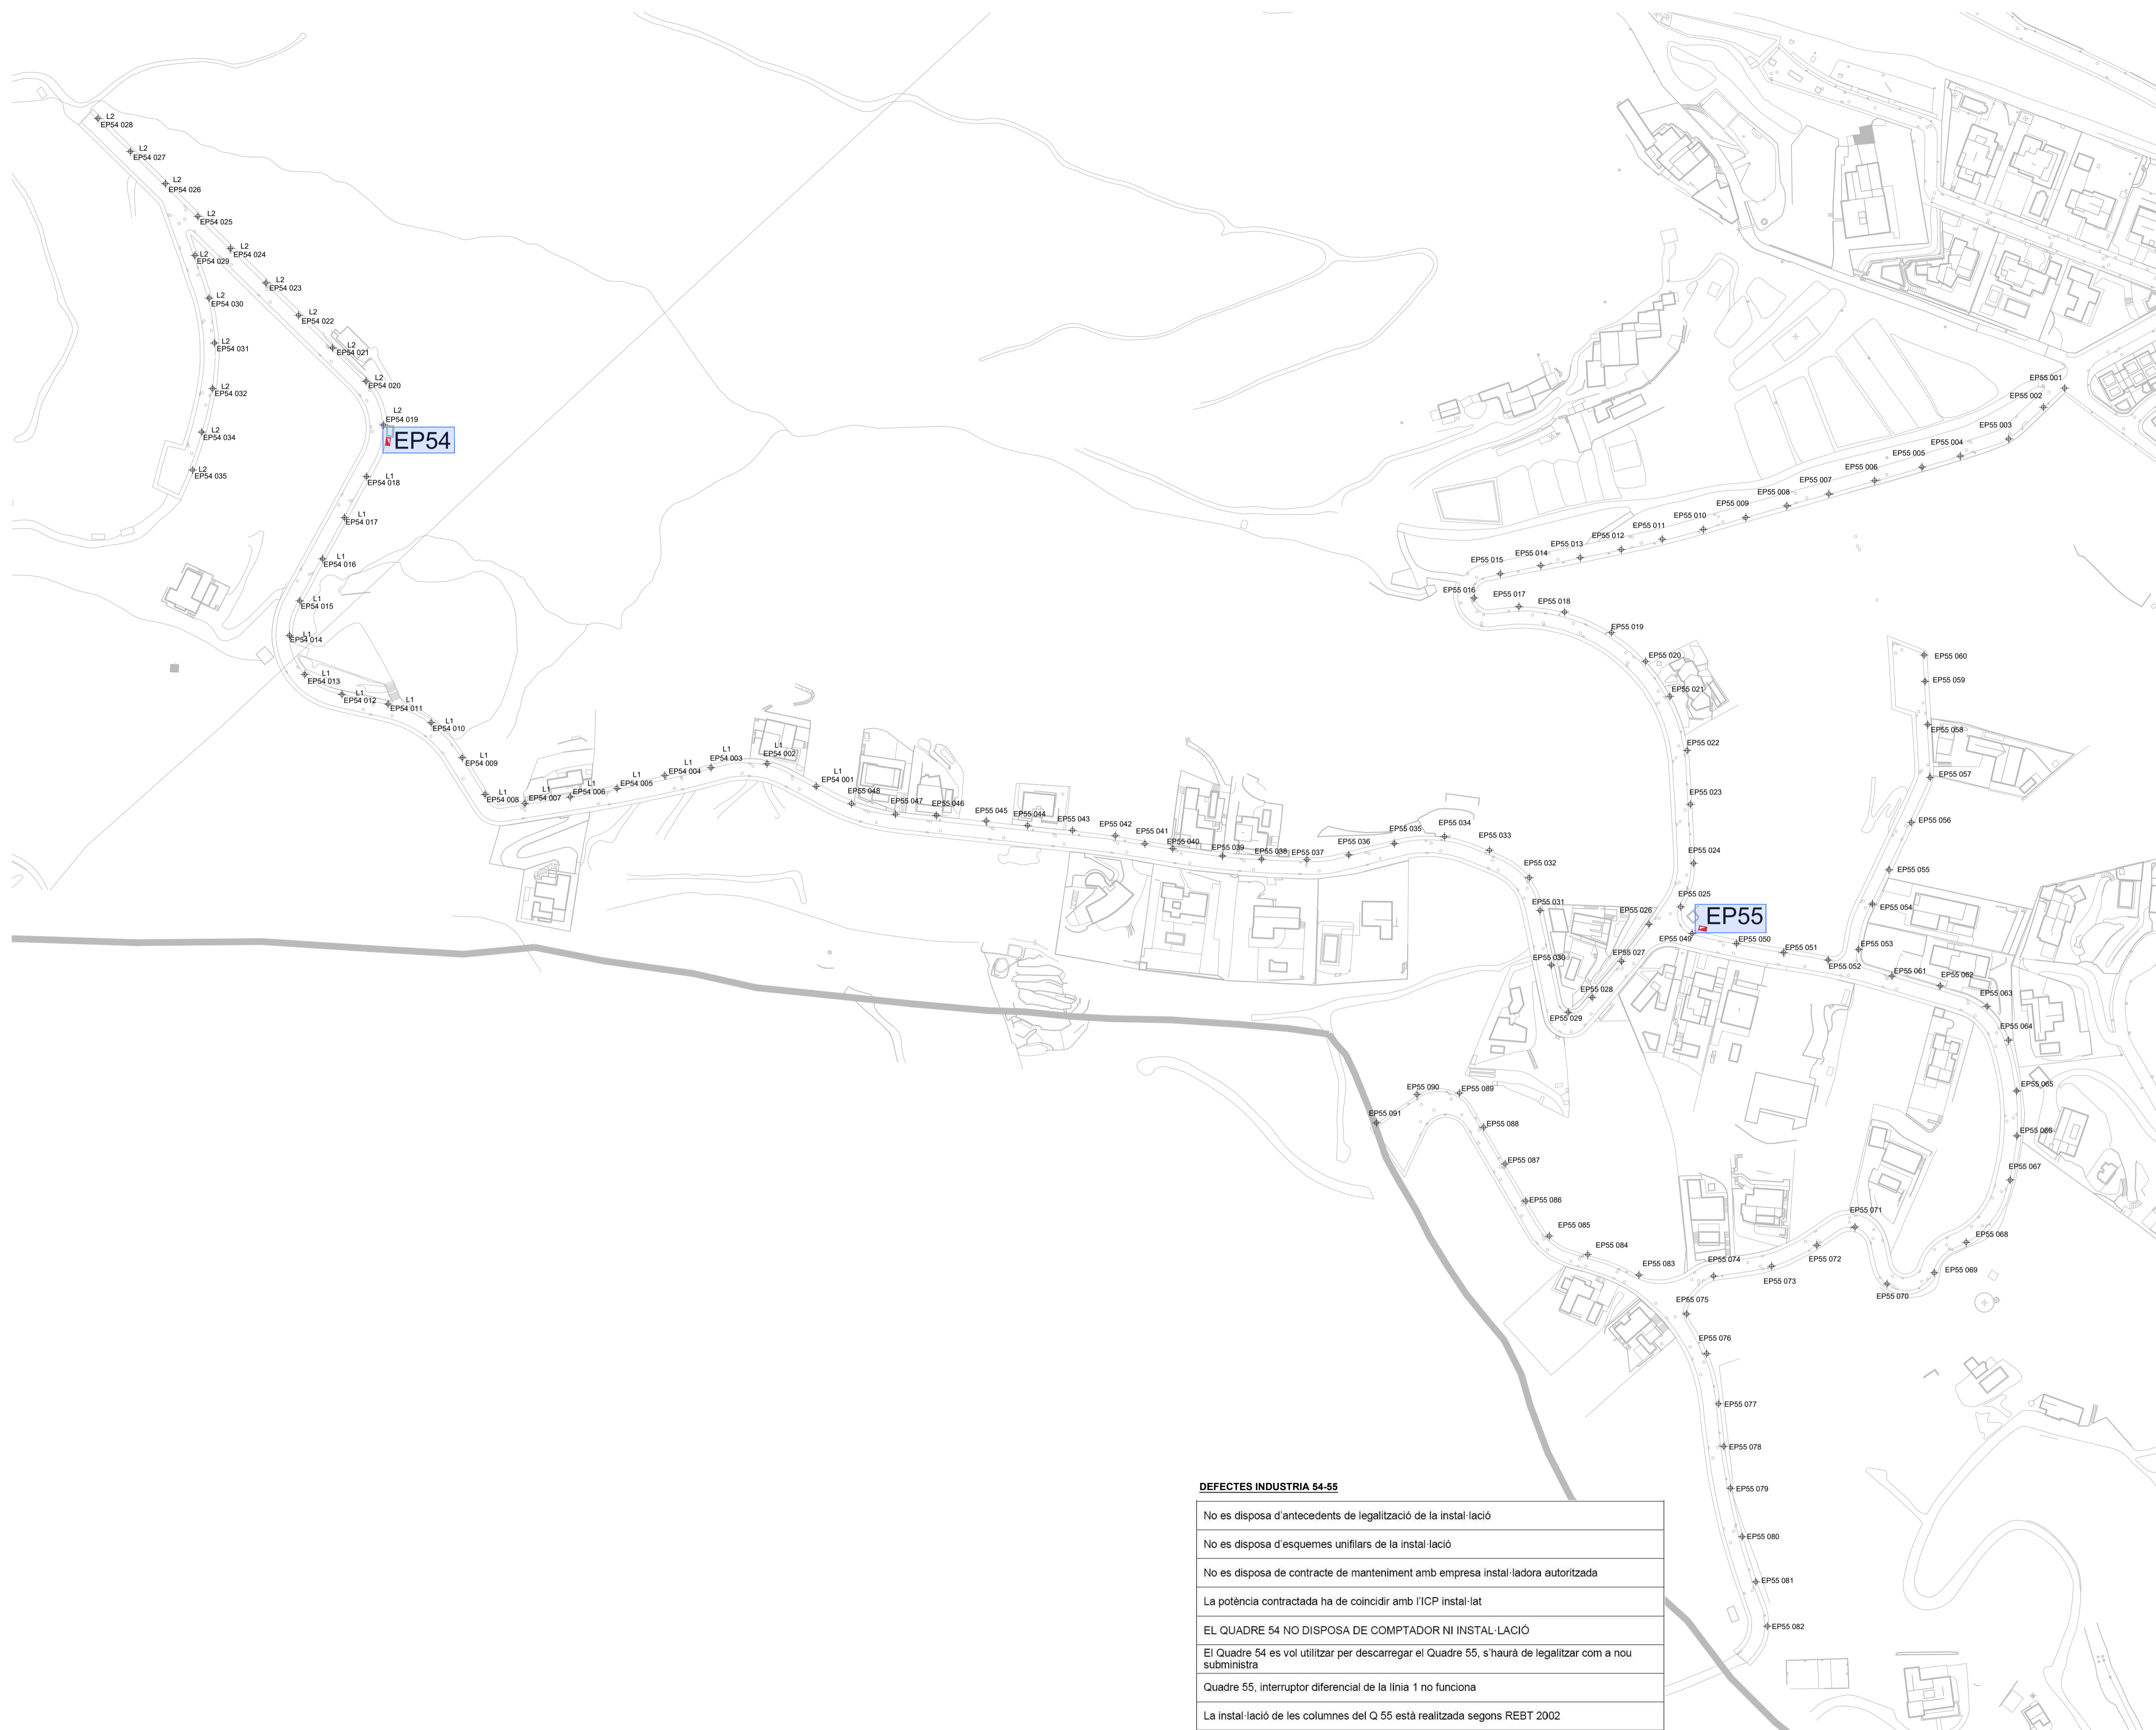 L2
EP54 028
L2
EP54 027
L2
EP54 026
L2
EP54 025
L2
EP54 024
L2
EP54 029
L2
EP54 023
L2
EP54 030
L2
EP54 022
L2
EP54 031
L2
EP54 021
L2
EP54 020
L2
EP54 032
L2
EP54 019
L2
EP54 034
EP54
L2
EP54 035
L1
EP54 018
L1
EP54 017
L1
EP54 016
L1
EP54 015
L1
EP54 014
L1
EP54 013
L1
EP54 012
L1
EP54 011
L1
EP54 010
L1
EP54 009
L1
EP54 008
L1
EP54 007
L1
EP54 006
L1
EP54 005
L1
EP54 004
L1
EP54 003
L1
EP54 002
L1
EP54 001
EP55 048
EP55 047
EP55 046
EP55 045
EP55 044
EP55 043
EP55 042
EP55 041
EP55 040
EP55 039
EP55 038
EP55 037
EP55 036
EP55 035
EP55 034
EP55 033
EP55 032
EP55 031
EP55 030
EP55 029
EP55 028
EP55 027
EP55 026
EP55 025
EP55 024
EP55 023
EP55 022
EP55 021
EP55 020
EP55 019
EP55 018
EP55 017
EP55 016
EP55 015
EP55 014
EP55 013
EP55 012
EP55 011
EP55 010
EP55 009
EP55 008
EP55 007
EP55 006
EP55 005
EP55 004
EP55 003
EP55 002
EP55 001
EP55
EP55 049
EP55 050
EP55 051
EP55 052
EP55 053
EP55 054
EP55 055
EP55 056
EP55 057
EP55 058
EP55 059
EP55 060
EP55 061
EP55 062
EP55 063
EP55 064
EP55 065
EP55 066
EP55 067
EP55 068
EP55 069
EP55 070
EP55 071
EP55 072
EP55 073
EP55 074
EP55 075
EP55 076
EP55 077
EP55 078
EP55 079
EP55 080
EP55 081
EP55 082
EP55 083
EP55 084
EP55 085
EP55 086
EP55 087
EP55 088
EP55 089
EP55 090
EP55 091
DEFECTES INDUSTRIA 54-55
No es disposa d'antecedents de legalització de la instal·lació
No es disposa d'esquemes unifilars de la instal·lació
No es disposa de contracte de manteniment amb empresa instal·ladora autoritzada
La potència contractada ha de coincidir amb l'ICP instal·lat
EL QUADRE 54 NO DISPOSA DE COMPTADOR NI INSTAL·LACIÓ
El Quadre 54 es vol utilitzar per descarregar el Quadre 55, s'haurà de legalitzar com a nou
subministra
Quadre 55, interruptor diferencial de la línia 1 no funciona
La instal·lació de les columnes del Q 55 està realitzada segons REBT 2002